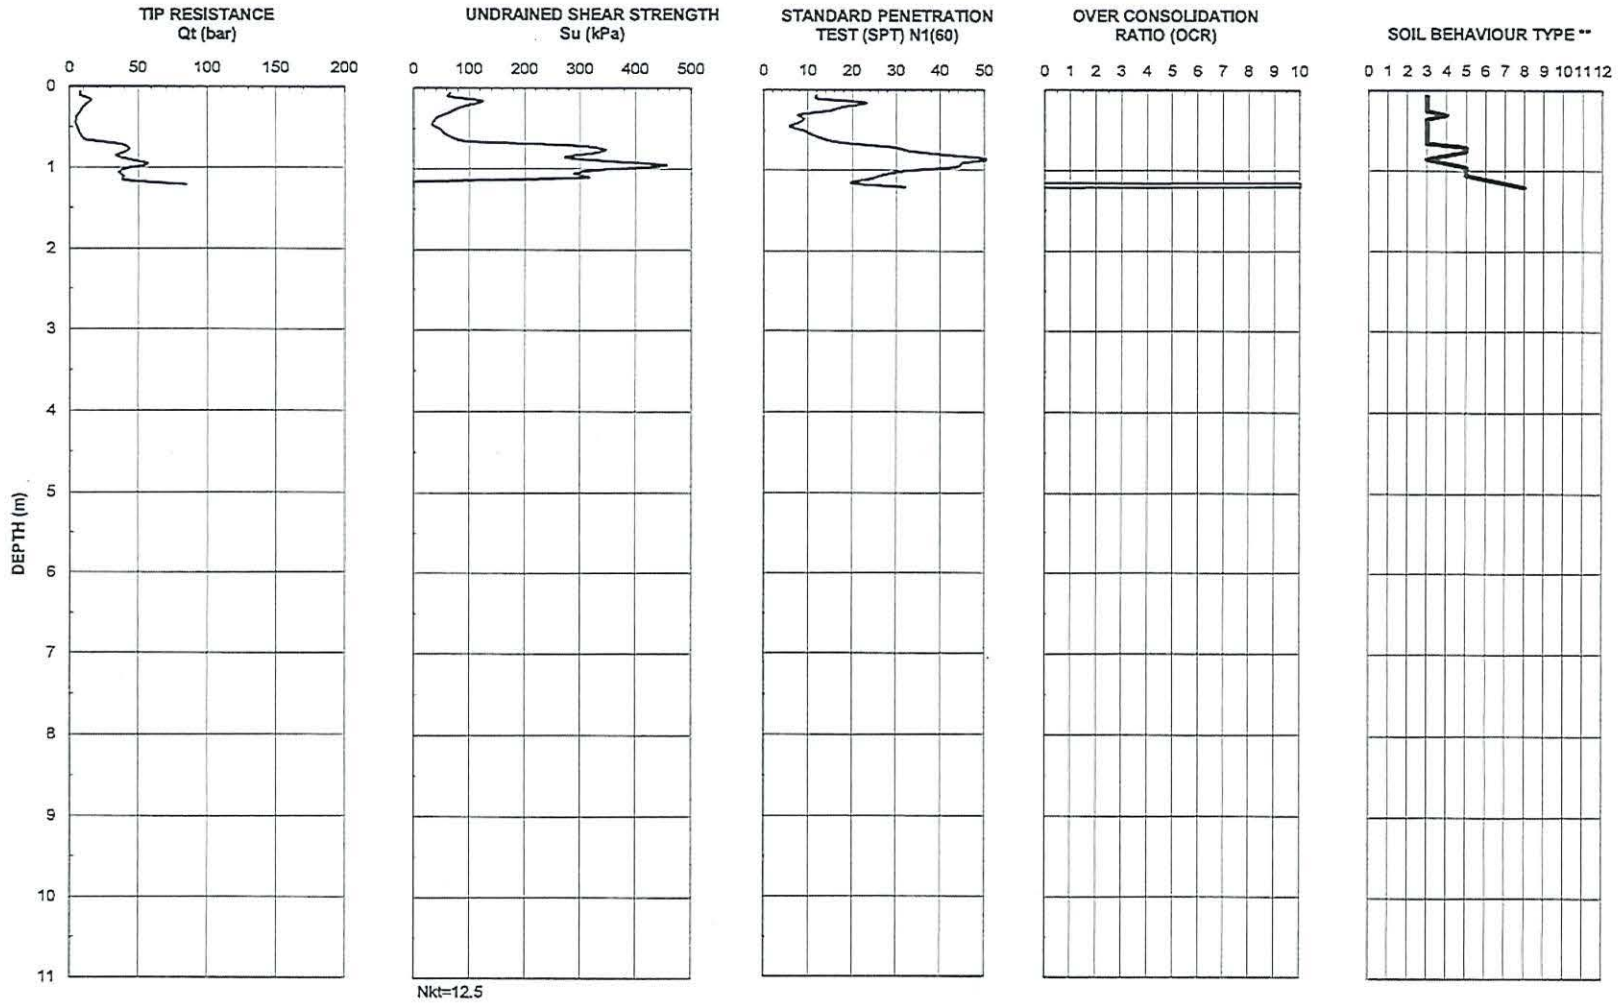 TIP RESISTANCE
Qt (bar)
0 50 100 150 200
UNDRAINED SHEAR STRENGTH
Su (kPa)
0 100 200 300 400 500
STANDARD PENETRATION
TEST (SPT) N1(60)
0 10 20 30 40 50
OVER CONSOLIDATION
RATIO (OCR)
0 1 2 3 4 5 6 7 8 9 10
SOIL BEHAVIOUR TYPE **
0 1 2 3 4 5 6 7 8 9 10 11 12
DEPTH (m)
0
1
2
3
4
5
6
7
8
9
10
11
Nkt=12.5